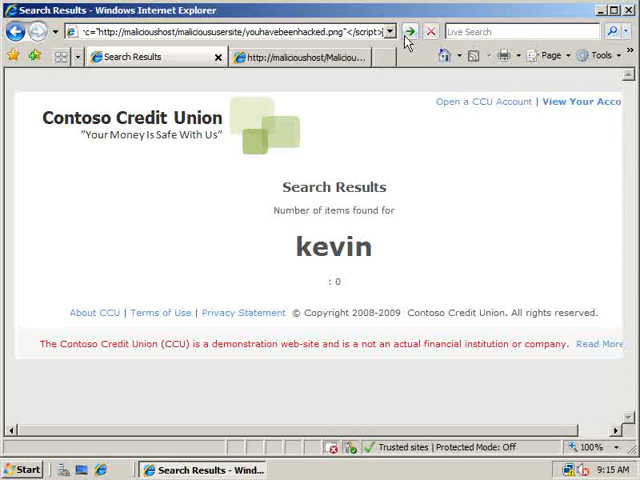 Search Results - Windows Internet Explorer
c="http://malicioushost/maliciousersite/youhavebeenhacked.png"</script>
Live Search
Search Results
http://malicioushost/Maliciou...
Page
Tools
Contoso Credit Union
"Your Money Is Safe With Us"
Open a CCU Account | View Your Acco
Search Results
Number of items found for
kevin
: 0
About CCU | Terms of Use | Privacy Statement © Copyright 2008-2009 Contoso Credit Union. All rights reserved.
The Contoso Credit Union (CCU) is a demonstration web-site and is a not an actual financial institution or company. Read More
Trusted sites | Protected Mode: Off
100%
Start
Search Results - Wind...
9:15 AM